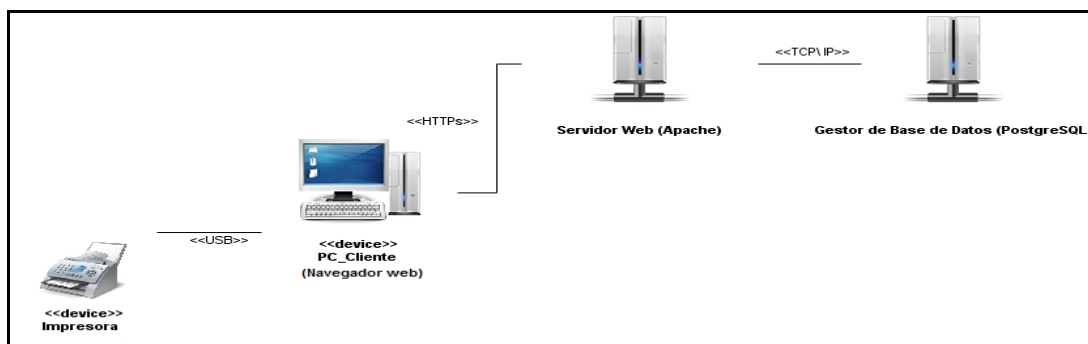 <<TCP\ IP>>
<<HTTPs>>
Servidor Web (Apache)
Gestor de Base de Datos (PostgreSQL
<<USB>>
<<device>>
PC_Cliente
(Navegador web)
<<device>>
Impresora